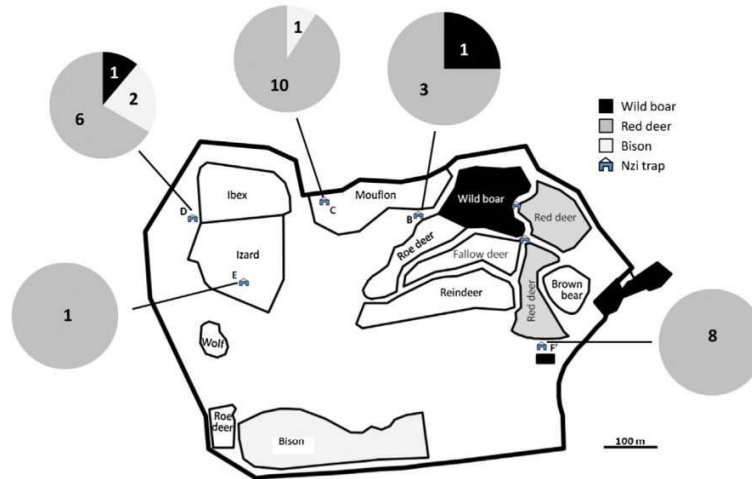 1
10
1
3
1
6
2
Wild boar
Red deer
Bison
Nzi trap
Ibex
Mouflon
C
B
D
Wild boar
Red deer
Izard
E
Roe deer
Fallow deer
Reindeer
Red deer
Brown
bear
1
8
Wolf
F'
Roe
deer
Bison
100 m